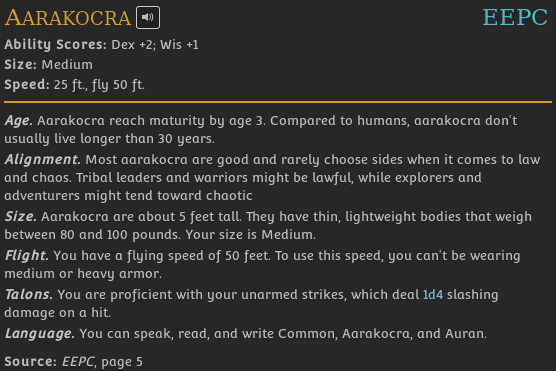 AARAKOCRA EEPC
Ability Scores: Dex +2; Wis +1
Size: Medium
Speed: 25 ft., fly 50 ft.
Age. Aarakocra reach maturity by age 3. Compared to humans, aarakocra don't
usually live longer than 30 years.
Alignment. Most aarakocra are good and rarely choose sides when it comes to law
and chaos. Tribal leaders and warriors might be lawful, while explorers and
adventurers might tend toward chaotic
Size. Aarakocra are about 5 feet tall. They have thin, lightweight bodies that weigh
between 80 and 100 pounds. Your size is Medium.
Flight. You have a flying speed of 50 feet. To use this speed, you can't be wearing
medium or heavy armor.
Talons. You are proficient with your unarmed strikes, which deal 1d4 slashing
damage on a hit.
Language. You can speak, read, and write Common, Aarakocra, and Auran.
Source: EEPC, page 5